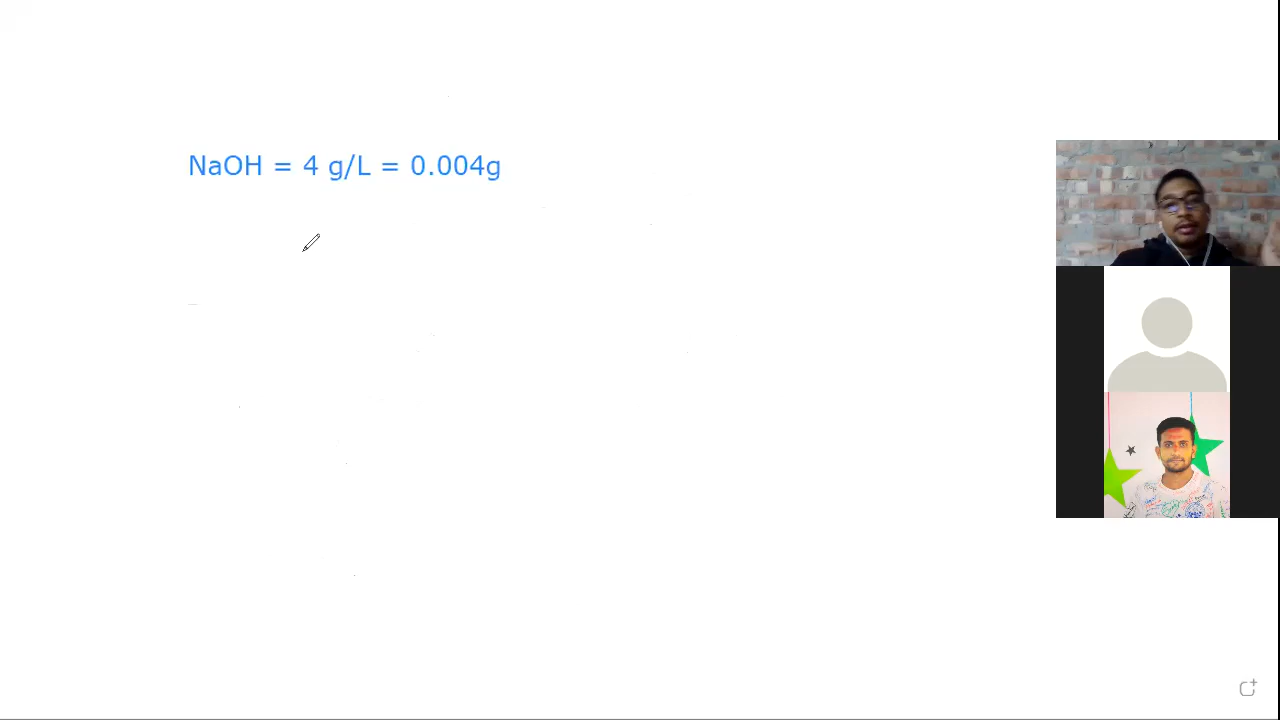 NaOH = 4 g/L = 0.004g